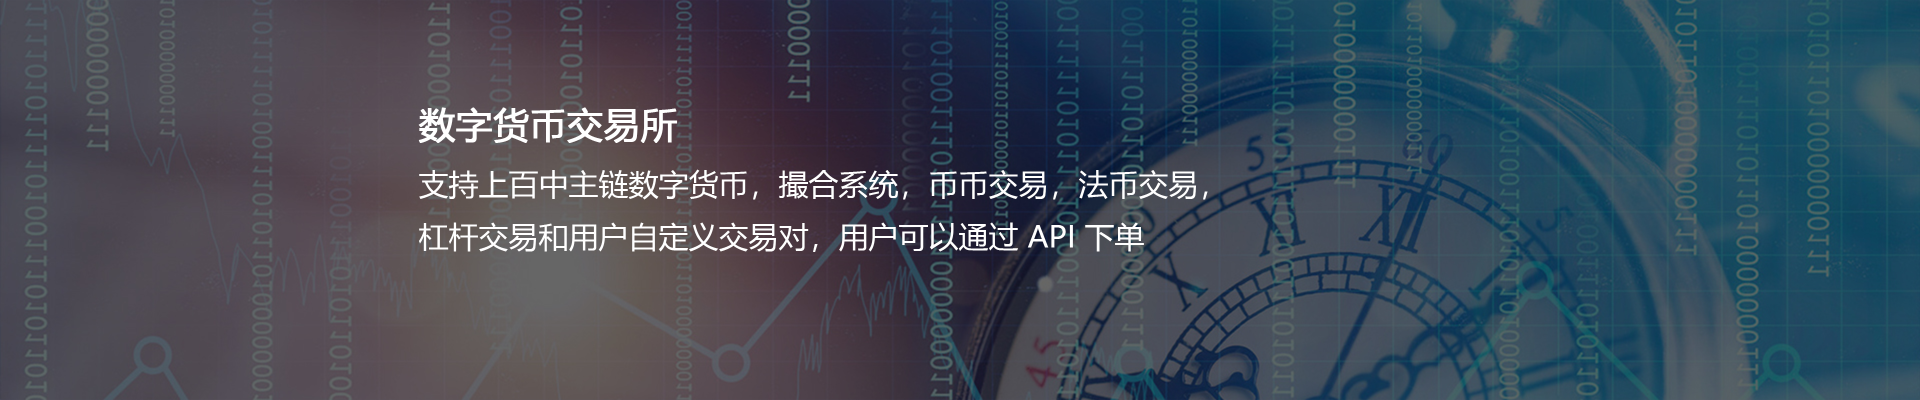 数字货币交易所
支持上百中主链数字货币，撮合系统，币币交易，法币交易，
杠杆交易和用户自定义交易对，用户可以通过 API 下单